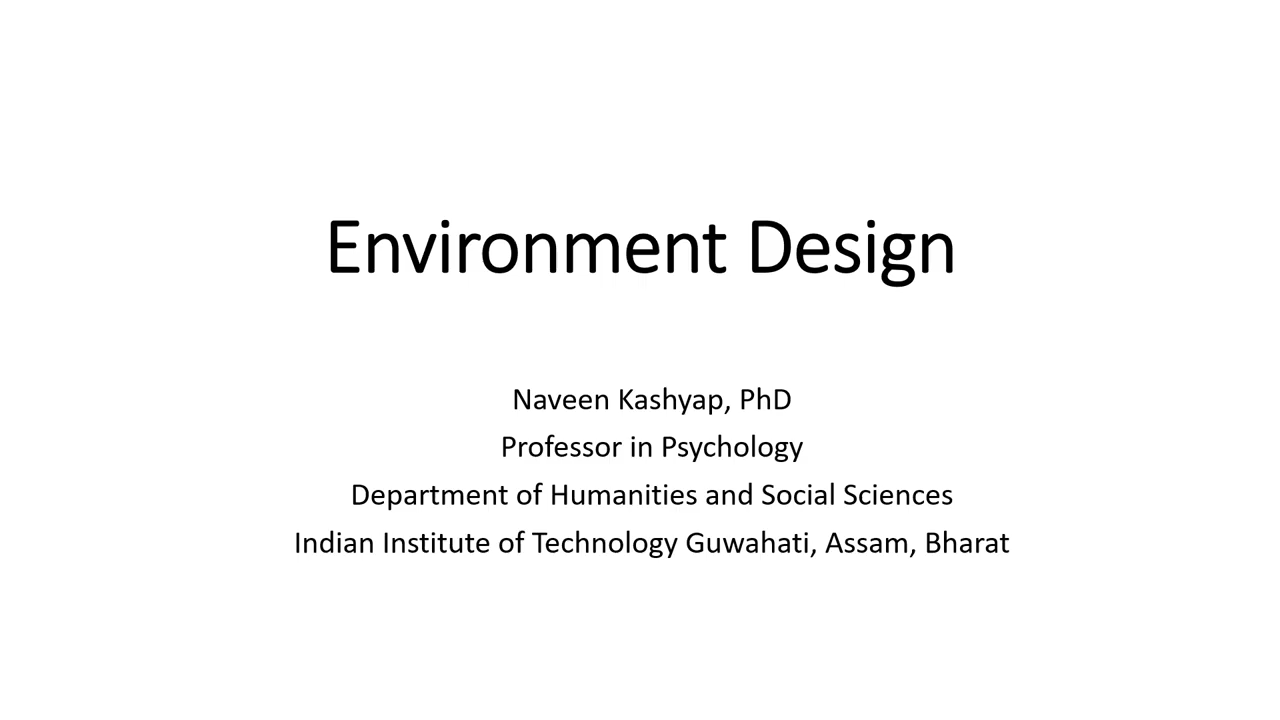 Environment Design
Naveen Kashyap, PhD
Professor in Psychology
Department of Humanities and Social Sciences
Indian Institute of Technology Guwahati, Assam, Bharat